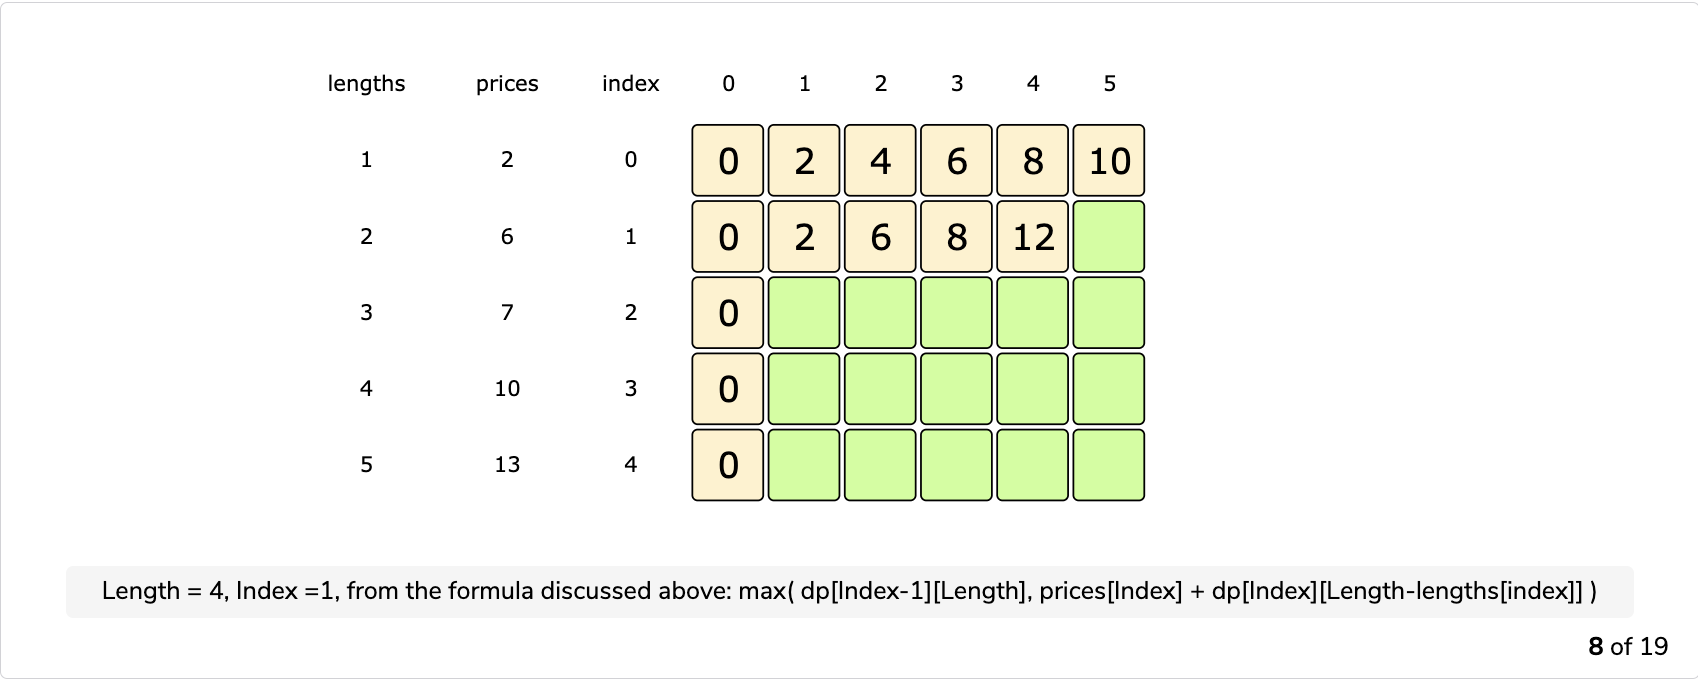 lengths prices index 0 1 2 3 4 5
1 2 0 0 2 4 6 8 10
2 6 1 0 2 6 8 12
3 7 2 0
4 10 3 0
5 13 4 0
Length = 4, Index =1, from the formula discussed above: max( dp[Index-1][Length], prices[Index] + dp[Index][Length-lengths[index]] )
8 of 19